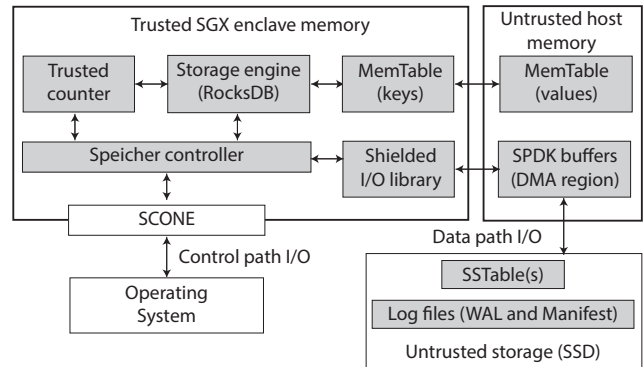 Trusted SGX enclave memory
Untrusted host
memory
Trusted
counter
Storage engine
(RocksDB)
MemTable
(keys)
MemTable
(values)
Speicher controller
Shielded
I/O library
SPDK buffers
(DMA region)
SCONE
Control path I/O
Data path I/O
Operating
System
SSTable(s)
Log files (WAL and Manifest)
Untrusted storage (SSD)